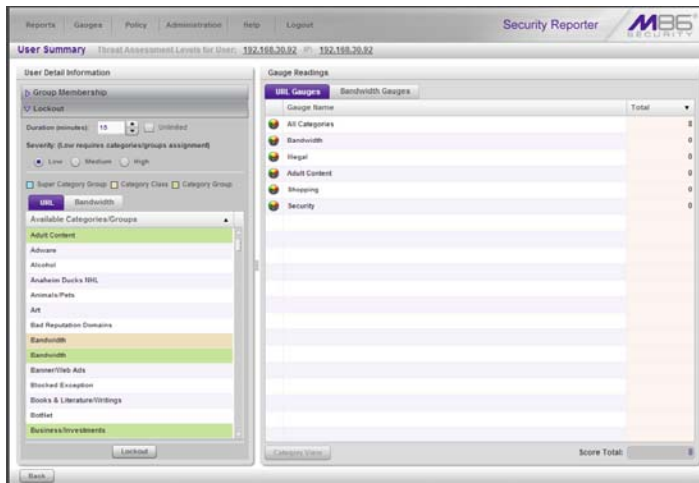 Reports Gauges Policy Administration Help Logout
Security Reporter
M86 SECURITY
User Summary Threat Assessment Levels for User: 192.168.30.92 IP: 192.168.30.92
User Detail Information
Group Membership
Lockout
Duration (minutes): 15 Unlimited
Severity: (Low requires categories/groups assignment)
Low Medium High
Super Category Group Category Class Category Group
URL Bandwidth
Available Categories/Groups
Adult Content
Adware
Alcohol
Anaheim Ducks NHL
Animals/Pets
Art
Bad Reputation Domains
Bandwidth
Bandwidth
Banner/Web Ads
Blocked Exception
Books & Literature/Writings
BotNet
Business/Investments
Lockout
Gauge Readings
URL Gauges Bandwidth Gauges
Gauge Name Total
All Categories 8
Bandwidth 0
Illegal 0
Adult Content 0
Shopping 0
Security 0
Category View
Score Total: 8
Back